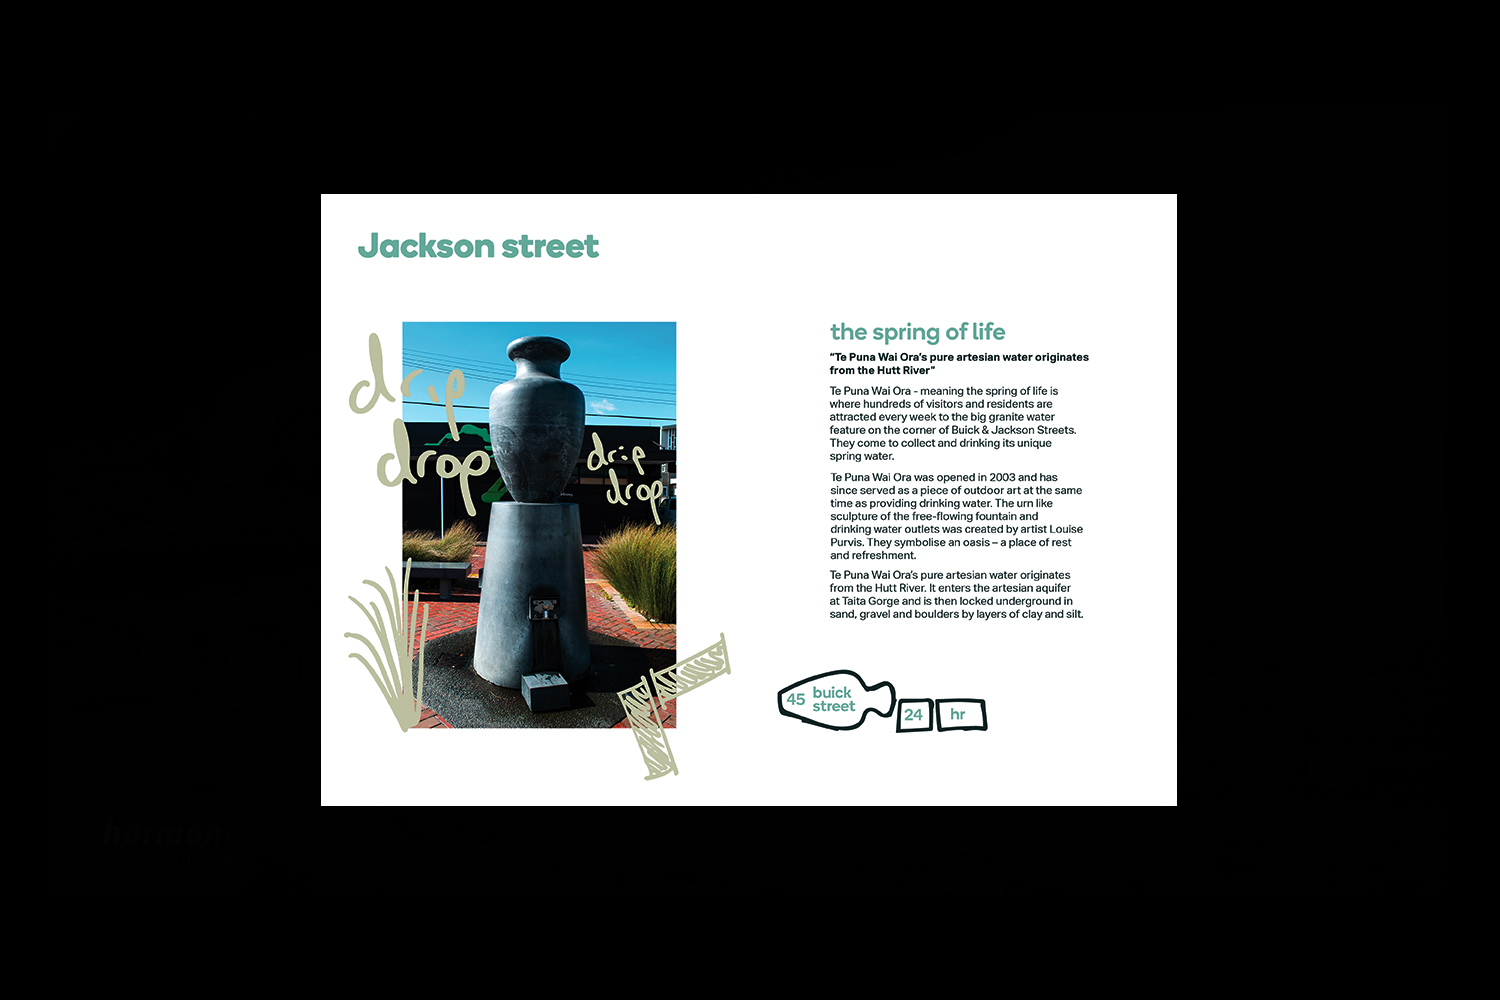 Jackson street
drip
drop
drip
drop
the spring of life
“Te Puna Wai Ora’s pure artesian water originates
from the Hutt River”
Te Puna Wai Ora - meaning the spring of life is
where hundreds of visitors and residents are
attracted every week to the big granite water
feature on the corner of Buick & Jackson Streets.
They come to collect and drinking its unique
spring water.
Te Puna Wai Ora was opened in 2003 and has
since served as a piece of outdoor art at the same
time as providing drinking water. The urn like
sculpture of the free-flowing fountain and
drinking water outlets was created by artist Louise
Purvis. They symbolise an oasis – a place of rest
and refreshment.
Te Puna Wai Ora’s pure artesian water originates
from the Hutt River. It enters the artesian aquifer
at Taita Gorge and is then locked underground in
sand, gravel and boulders by layers of clay and silt.
45 buick
street
24 hr